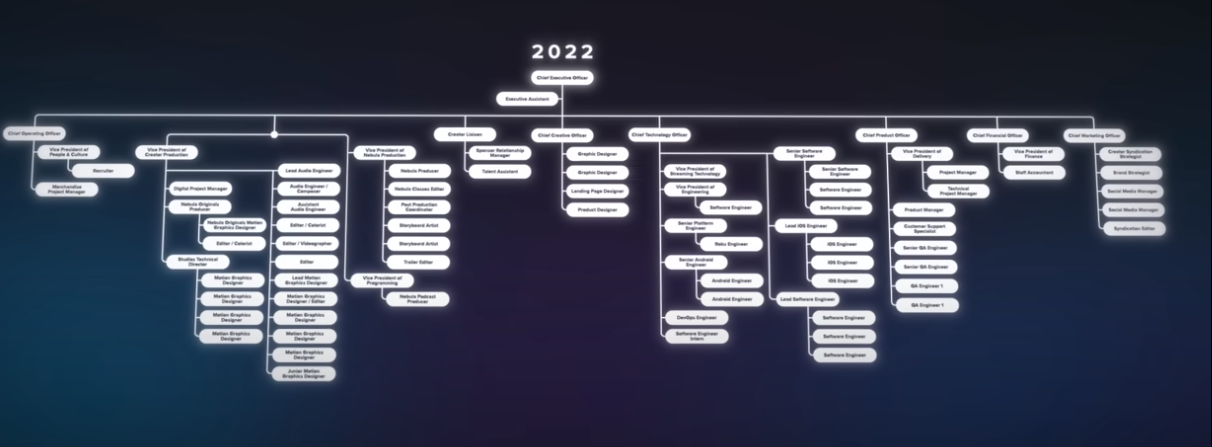 2022
Chief Executive Officer
Executive Assistant
Chief Operating Officer
Vice President of
People & Culture
Recruiter
Merchandise
Project Manager
Vice President of
Creator Production
Digital Project Manager
Nebula Originals
Producer
Nebula Originals Motion
Graphics Designer
Editor / Colorist
Studios Technical
Director
Motion Graphics
Designer
Motion Graphics
Designer
Motion Graphics
Designer
Motion Graphics
Designer
Lead Audio Engineer
Audio Engineer /
Composer
Assistant
Audio Engineer
Editor / Colorist
Editor / Videographer
Editor
Lead Motion
Graphics Designer
Motion Graphics
Designer / Editor
Motion Graphics
Designer
Motion Graphics
Designer
Motion Graphics
Designer
Junior Motion
Graphics Designer
Vice President of
Nebula Production
Nebula Producer
Nebula Classes Editor
Post Production
Coordinator
Storyboard Artist
Storyboard Artist
Trailer Editor
Vice President of
Programming
Nebula Podcast
Producer
Creator Liaison
Sponsor Relationship
Manager
Talent Assistant
Chief Creative Officer
Graphic Designer
Graphic Designer
Landing Page Designer
Product Designer
Chief Technology Officer
Vice President of
Streaming Technology
Vice President of
Engineering
Software Engineer
Senior Platform
Engineer
Roku Engineer
Senior Android
Engineer
Android Engineer
Android Engineer
DevOps Engineer
Software Engineer
Intern
Senior Software
Engineer
Senior Software
Engineer
Software Engineer
Software Engineer
Lead iOS Engineer
iOS Engineer
iOS Engineer
iOS Engineer
Lead Software Engineer
Software Engineer
Software Engineer
Software Engineer
Chief Product Officer
Vice President of
Delivery
Project Manager
Technical
Project Manager
Product Manager
Customer Support
Specialist
Senior QA Engineer
Senior QA Engineer
QA Engineer 1
QA Engineer 1
Chief Financial Officer
Vice President of
Finance
Staff Accountant
Chief Marketing Officer
Creator Syndication
Strategist
Brand Strategist
Social Media Manager
Social Media Manager
Syndication Editor